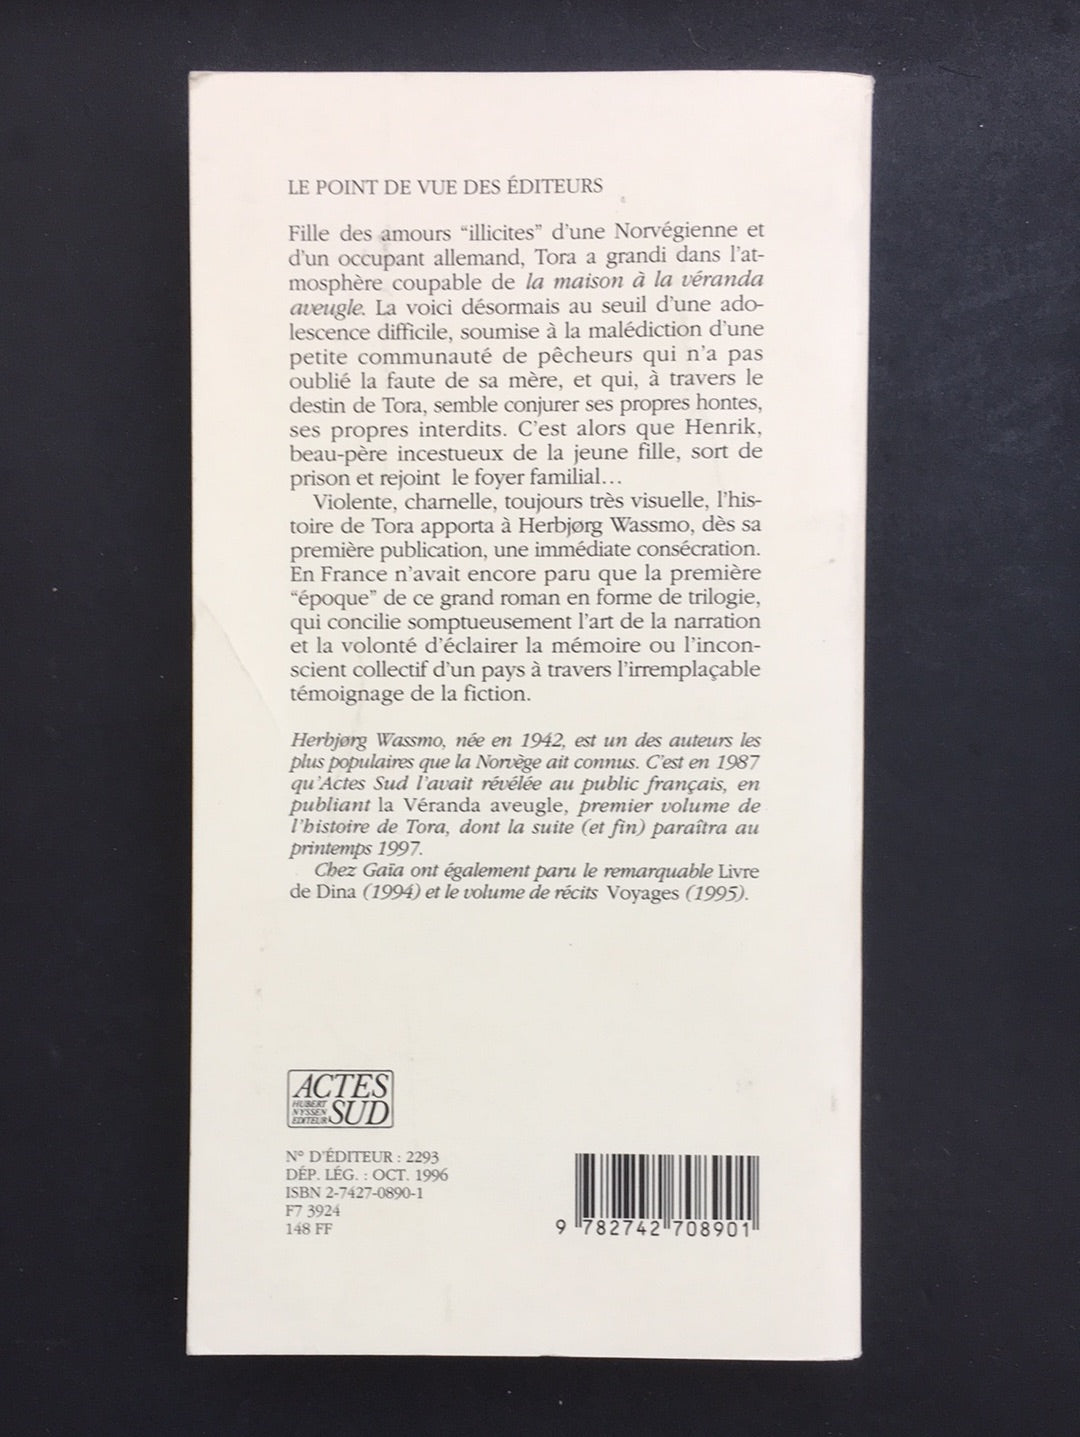 LE POINT DE VUE DES ÉDITEURS
Fille des amours “illicites” d'une Norvégienne et
d'un occupant allemand, Tora a grandi dans l'at-
mosphère coupable de la maison à la véranda
aveugle. La voici désormais au seuil d'une ado-
lescence difficile, soumise à la malédiction d'une
petite communauté de pêcheurs qui n'a pas
oublié la faute de sa mère, et qui, à travers le
destin de Tora, semble conjurer ses propres hontes,
ses propres interdits. C'est alors que Henrik,
beau-père incestueux de la jeune fille, sort de
prison et rejoint le foyer familial…
Violente, charnelle, toujours très visuelle, l'his-
toire de Tora apporta à Herbjørg Wassmo, dès sa
première publication, une immédiate consécration.
En France n'avait encore paru que la première
“époque” de ce grand roman en forme de trilogie,
qui concilie somptueusement l'art de la narration
et la volonté d'éclairer la mémoire ou l'incon-
scient collectif d'un pays à travers l'irremplaçable
témoignage de la fiction.
Herbjørg Wassmo, née en 1942, est un des auteurs les
plus populaires que la Norvège ait connus. C'est en 1987
qu'Actes Sud l'avait révélée au public français, en
publiant la Véranda aveugle, premier volume de
l'histoire de Tora, dont la suite (et fin) paraîtra au
printemps 1997.
Chez Gaïa ont également paru le remarquable Livre
de Dina (1994) et le volume de récits Voyages (1995).
ACTES
HUBERT
NYSSEN
EDITEUR SUD
N° D'ÉDITEUR : 2293
DÉP. LÉG. : OCT. 1996
ISBN 2-7427-0890-1
F7 3924
148 FF
9 782742 708901